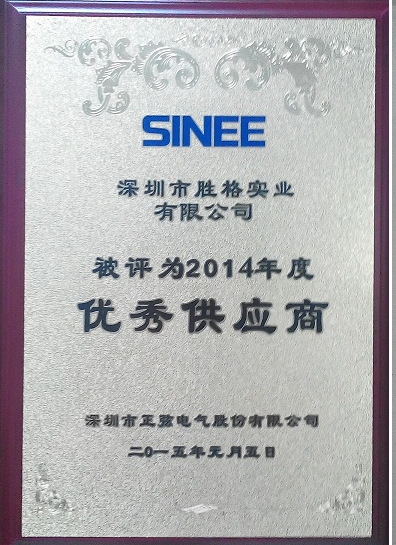 SINEE
深圳市胜格实业
有限公司
被评为2014年度
优秀供应商
深圳市正弦电气股份有限公司
二0一五年元月五日